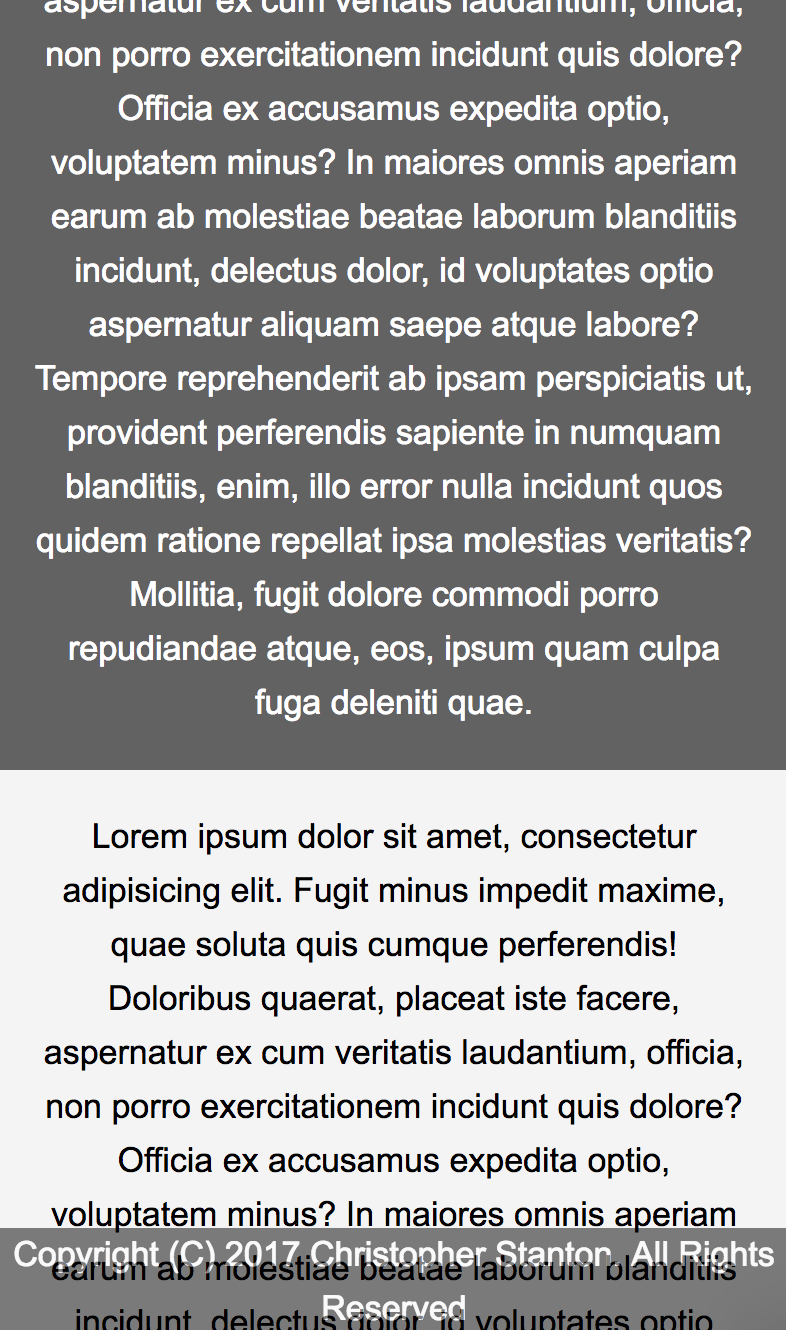 aspernatur ex cum veritatis laudantium, officia,
non porro exercitationem incidunt quis dolore?
Officia ex accusamus expedita optio,
voluptatem minus? In maiores omnis aperiam
earum ab molestiae beatae laborum blanditiis
incidunt, delectus dolor, id voluptates optio
aspernatur aliquam saepe atque labore?
Tempore reprehenderit ab ipsam perspiciatis ut,
provident perferendis sapiente in numquam
blanditiis, enim, illo error nulla incidunt quos
quidem ratione repellat ipsa molestias veritatis?
Mollitia, fugit dolore commodi porro
repudiandae atque, eos, ipsum quam culpa
fuga deleniti quae.
Lorem ipsum dolor sit amet, consectetur
adipisicing elit. Fugit minus impedit maxime,
quae soluta quis cumque perferendis!
Doloribus quaerat, placeat iste facere,
aspernatur ex cum veritatis laudantium, officia,
non porro exercitationem incidunt quis dolore?
Officia ex accusamus expedita optio,
voluptatem minus? In maiores omnis aperiam
Copyright (C) 2017 Christopher Stanton. All Rights
earum ab molestiae beatae laborum blanditiis
Reserved
incidunt, delectus dolor, id voluptates optio